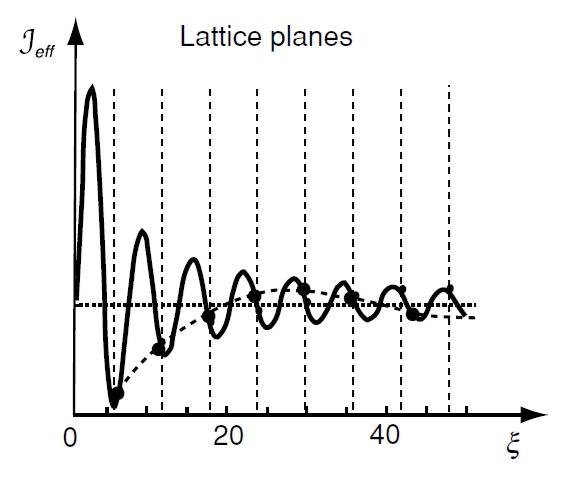 𝒥eff
Lattice planes
0 20 40
ξ